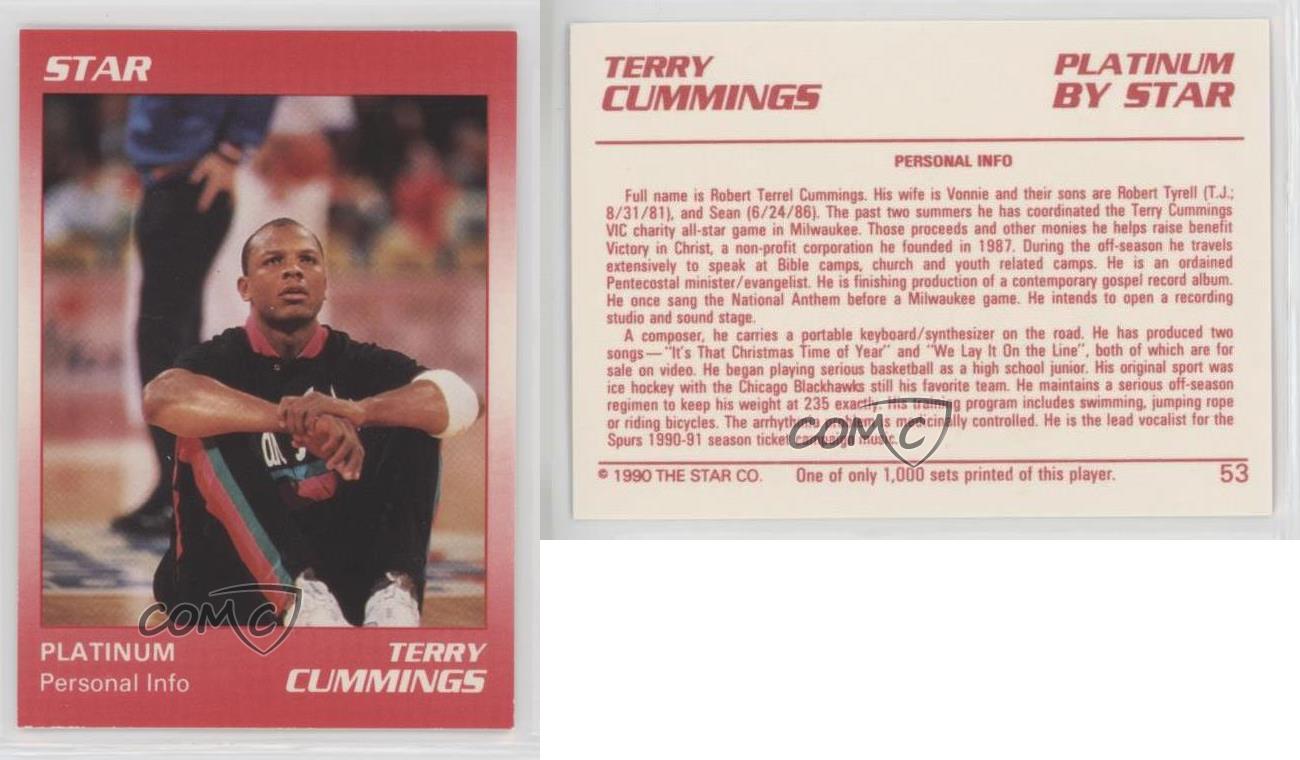 STAR
COMC
PLATINUM
Personal Info
TERRY
CUMMINGS
TERRY
CUMMINGS
PLATINUM
BY STAR
PERSONAL INFO
Full name is Robert Terrel Cummings. His wife is Vonnie and their sons are Robert Tyrell (T.J.;
8/31/81), and Sean (6/24/86). The past two summers he has coordinated the Terry Cummings
VIC charity all-star game in Milwaukee. Those proceeds and other monies he helps raise benefit
Victory in Christ, a non-profit corporation he founded in 1987. During the off-season he travels
extensively to speak at Bible camps, church and youth related camps. He is an ordained
Pentecostal minister/evangelist. He is finishing production of a contemporary gospel record album.
He once sang the National Anthem before a Milwaukee game. He intends to open a recording
studio and sound stage.
A composer, he carries a portable keyboard/synthesizer on the road. He has produced two
songs—"It's That Christmas Time of Year" and "We Lay It On the Line", both of which are for
sale on video. He began playing serious basketball as a high school junior. His original sport was
ice hockey with the Chicago Blackhawks still his favorite team. He maintains a serious off-season
regimen to keep his weight at 235 exactly. His training program includes swimming, jumping rope
or riding bicycles. The arrhythmia problem is medicinally controlled. He is the lead vocalist for the
Spurs 1990-91 season ticket campaign music.
COMC
© 1990 THE STAR CO. One of only 1,000 sets printed of this player. 53